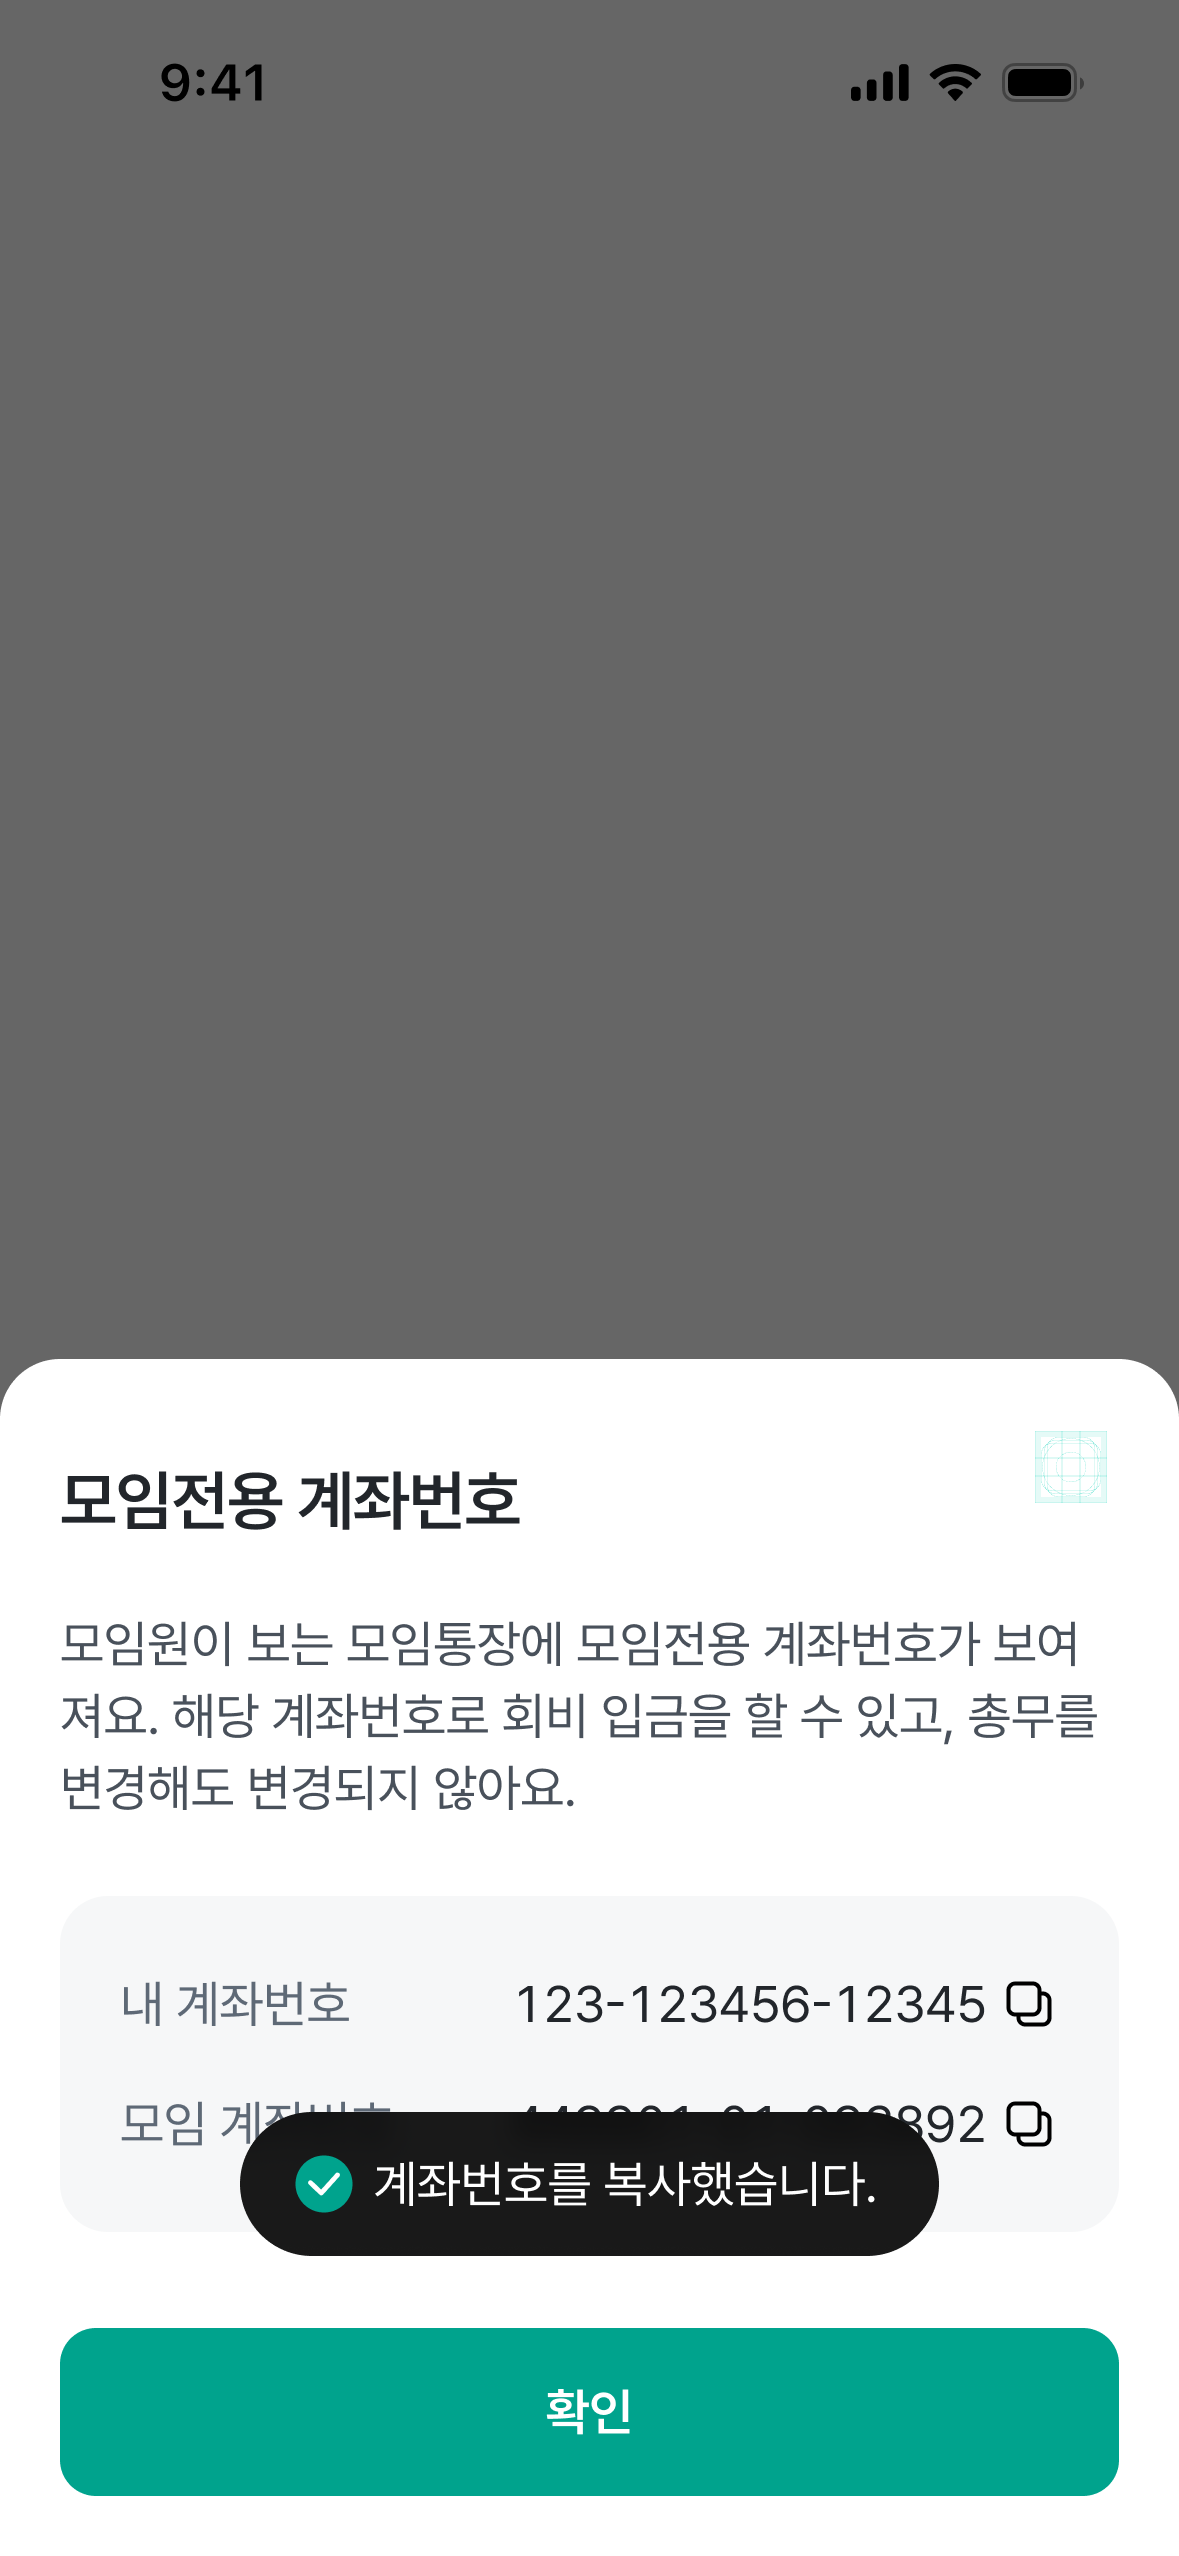 9:41
모임전용 계좌번호
모임원이 보는 모임통장에 모임전용 계좌번호가 보여
져요. 해당 계좌번호로 회비 입금을 할 수 있고, 총무를
변경해도 변경되지 않아요.
내 계좌번호 123-123456-12345
모임 계좌번호
계좌번호를 복사했습니다.
확인